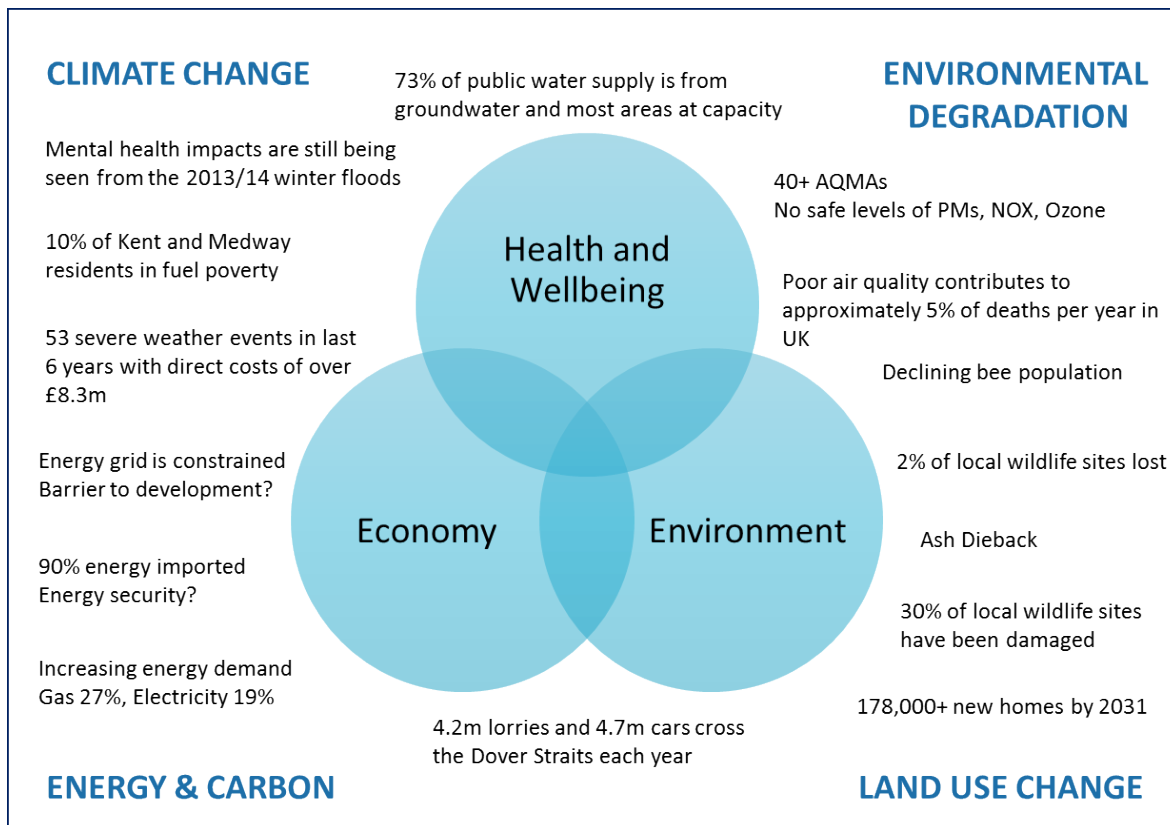 CLIMATE CHANGE
73% of public water supply is from
groundwater and most areas at capacity
ENVIRONMENTAL
DEGRADATION
Mental health impacts are still being
seen from the 2013/14 winter floods
10% of Kent and Medway
residents in fuel poverty
53 severe weather events in last
6 years with direct costs of over
£8.3m
Energy grid is constrained
Barrier to development?
90% energy imported
Energy security?
Increasing energy demand
Gas 27%, Electricity 19%
Health and
Wellbeing
Economy
Environment
40+ AQMAs
No safe levels of PMs, NOX, Ozone
Poor air quality contributes to
approximately 5% of deaths per year in
UK
Declining bee population
2% of local wildlife sites lost
Ash Dieback
30% of local wildlife sites
have been damaged
178,000+ new homes by 2031
4.2m lorries and 4.7m cars cross
the Dover Straits each year
ENERGY & CARBON
LAND USE CHANGE